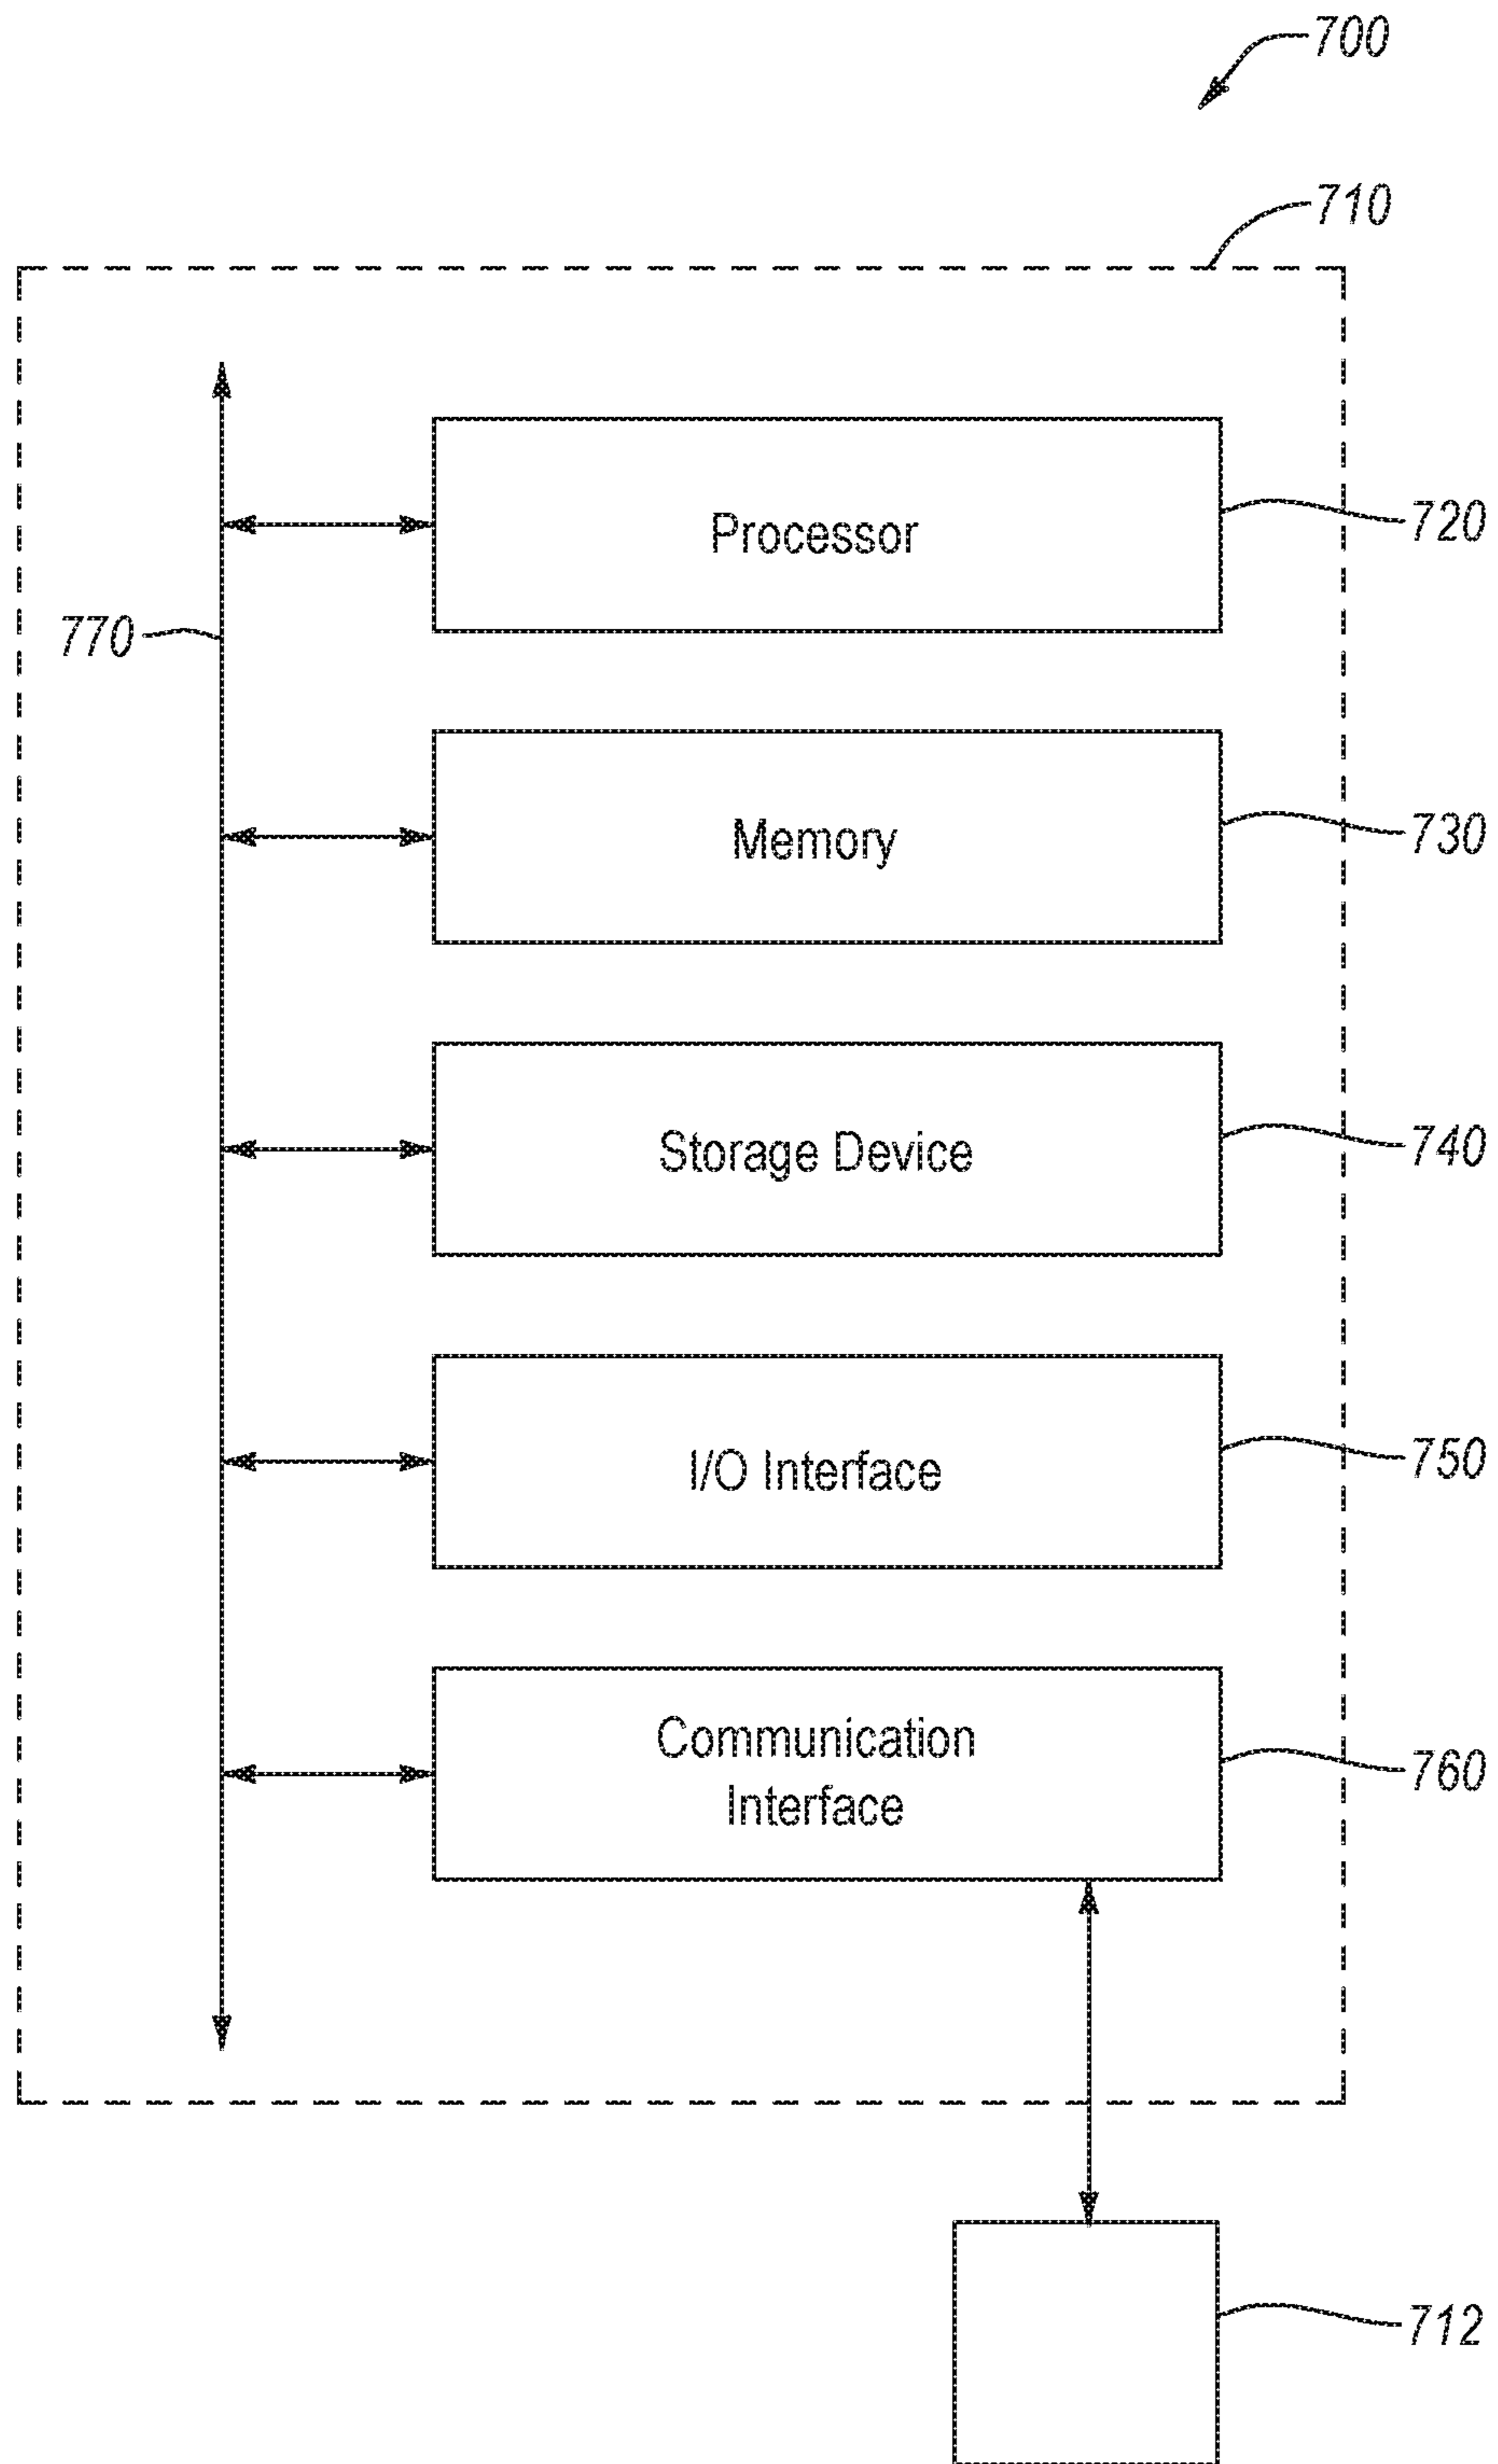 700
710
Processor
720
770
Memory
730
Storage Device
740
I/O Interface
750
Communication
Interface
760
712